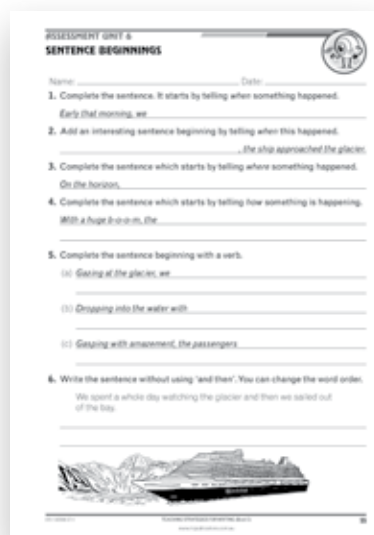 ASSESSMENT UNIT 6
SENTENCE BEGINNINGS
Name: Date:
1. Complete the sentence. It starts by telling when something happened.
Early that morning, we
2. Add an interesting sentence beginning by telling when this happened.
, the ship approached the glacier.
3. Complete the sentence which starts by telling where something happened.
On the horizon,
4. Complete the sentence which starts by telling how something is happening.
With a huge b-o-o-m, the
5. Complete the sentence beginning with a verb.
(a) Gazing at the glacier, we
(b) Dropping into the water with
(c) Gasping with amazement, the passengers
6. Write the sentence without using 'and then'. You can change the word order.
We spent a whole day watching the glacier and then we sailed out
of the bay.